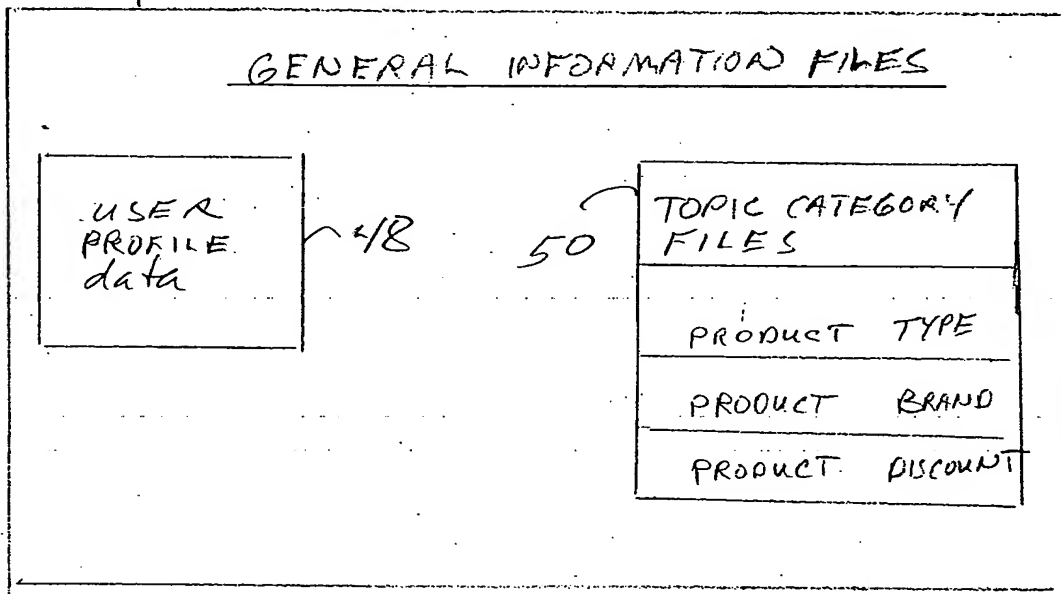 GENERAL INFORMATION FILES
USER
PROFILE
data
48
50
TOPIC CATEGORY
FILES
PRODUCT TYPE
PRODUCT BRAND
PRODUCT DISCOUNT